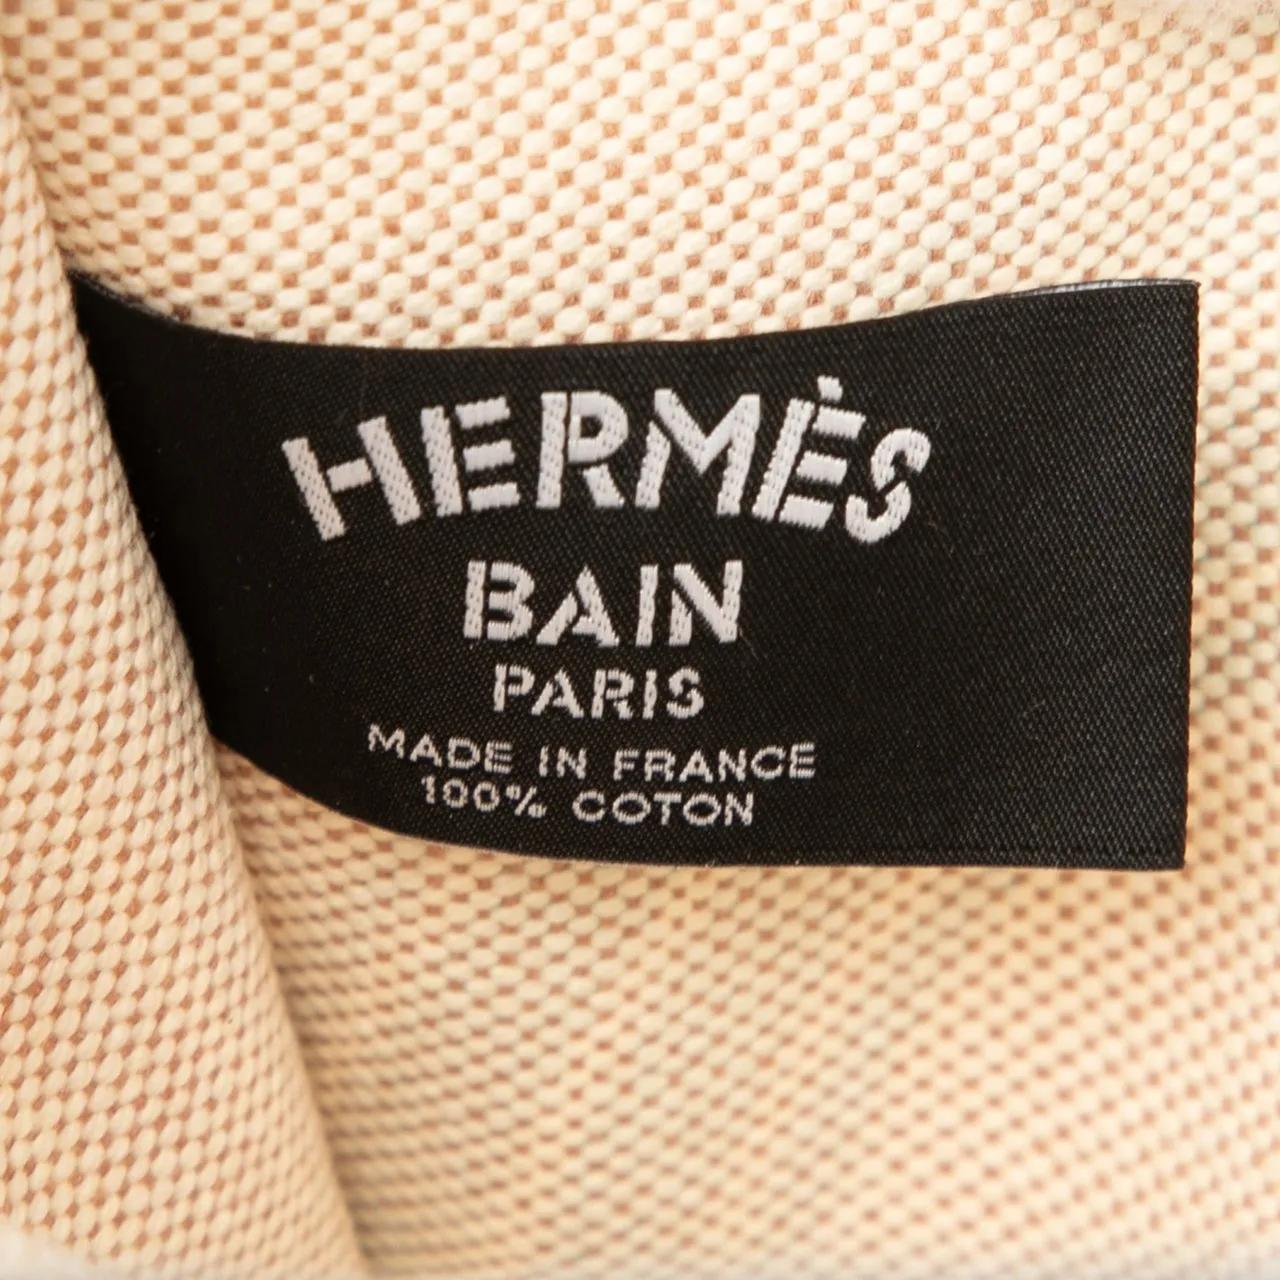 HERMÈS
BAIN
PARIS
MADE IN FRANCE
100% COTON